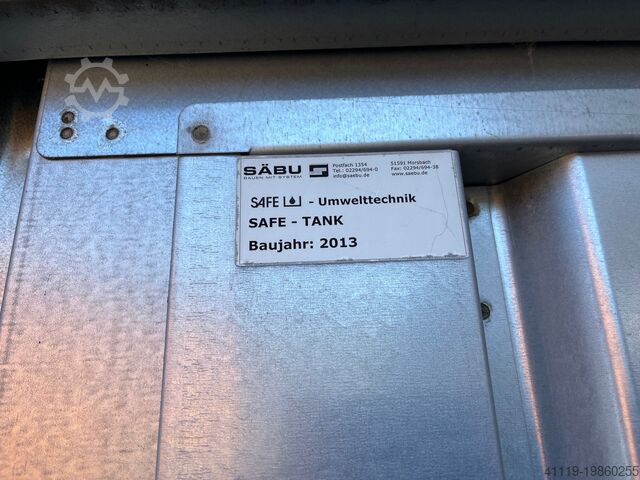 SÄBU
BAUEN MIT SYSTEM
Postfach 1354
Tel.: 02294/694-0
info@saebu.de
51591 Morsbach
Fax: 02294/694-38
www.saebu.de
SAFE - Umwelttechnik
SAFE - TANK
Baujahr: 2013
41119-19860255